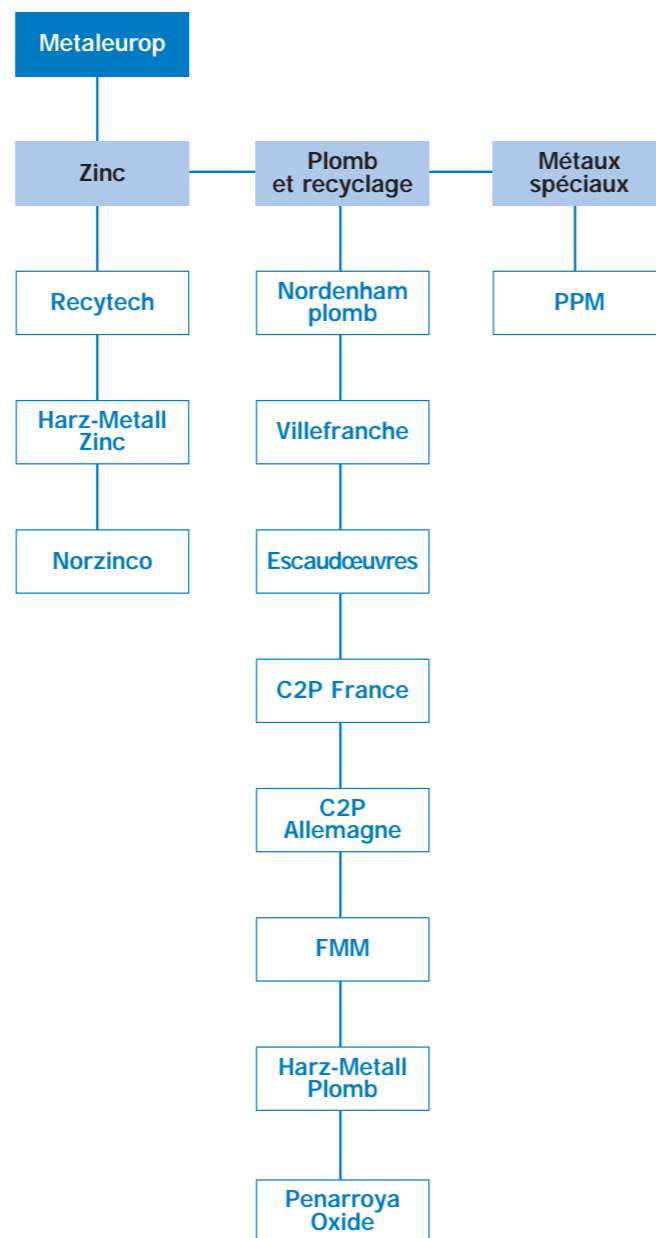 Metaleurop
Zinc
Plomb
et recyclage
Métaux
spéciaux
Recytech
Nordenham
plomb
PPM
Harz-Metall
Zinc
Villefranche
Norzinco
Escaudœuvres
C2P France
C2P
Allemagne
FMM
Harz-Metall
Plomb
Penarroya
Oxide